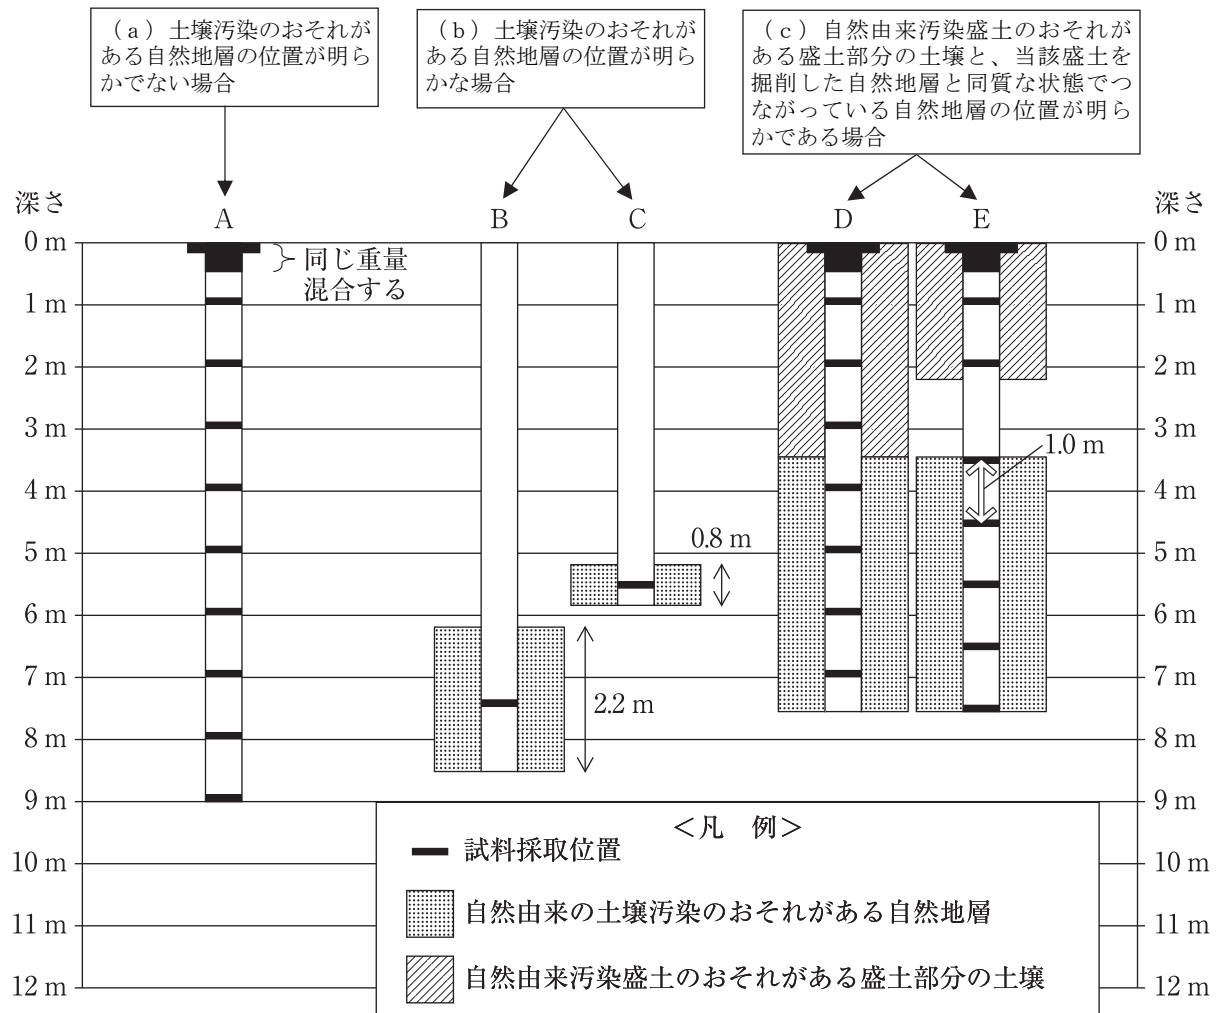 （ａ）土壌汚染のおそれが
ある自然地層の位置が明ら
かでない場合
（ｂ）土壌汚染のおそれが
ある自然地層の位置が明ら
かな場合
（ｃ）自然由来汚染盛土のおそれが
ある盛土部分の土壌と、当該盛土を
掘削した自然地層と同質な状態でつ
ながっている自然地層の位置が明ら
かである場合
深さ
深さ
A
B
C
D
E
0 m
0 m
同じ重量
混合する
1 m
1 m
2 m
2 m
3 m
3 m
1.0 m
4 m
4 m
0.8 m
5 m
5 m
6 m
6 m
7 m
7 m
2.2 m
8 m
8 m
9 m
9 m
＜凡　例＞
試料採取位置
10 m
10 m
自然由来の土壌汚染のおそれがある自然地層
11 m
11 m
自然由来汚染盛土のおそれがある盛土部分の土壌
12 m
12 m